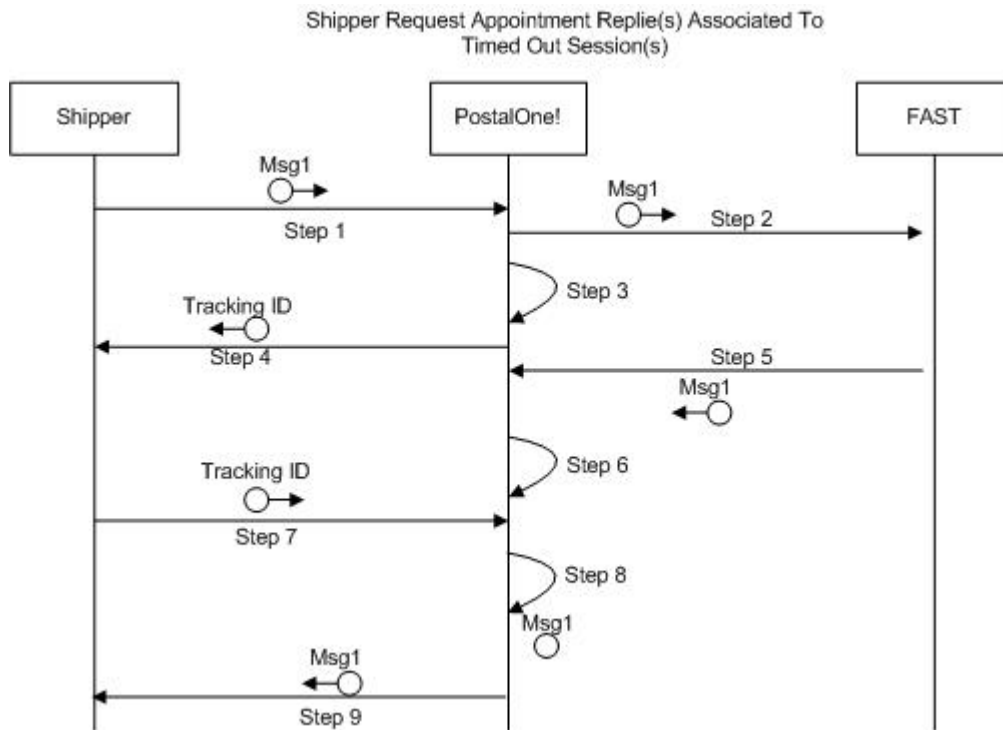 Shipper Request Appointment Replie(s) Associated To
Timed Out Session(s)
Shipper
PostalOne!
FAST
Msg1
Step 1
Msg1
Step 2
Step 3
Tracking ID
Step 4
Step 5
Msg1
Step 6
Tracking ID
Step 7
Step 8
Msg1
Msg1
Step 9